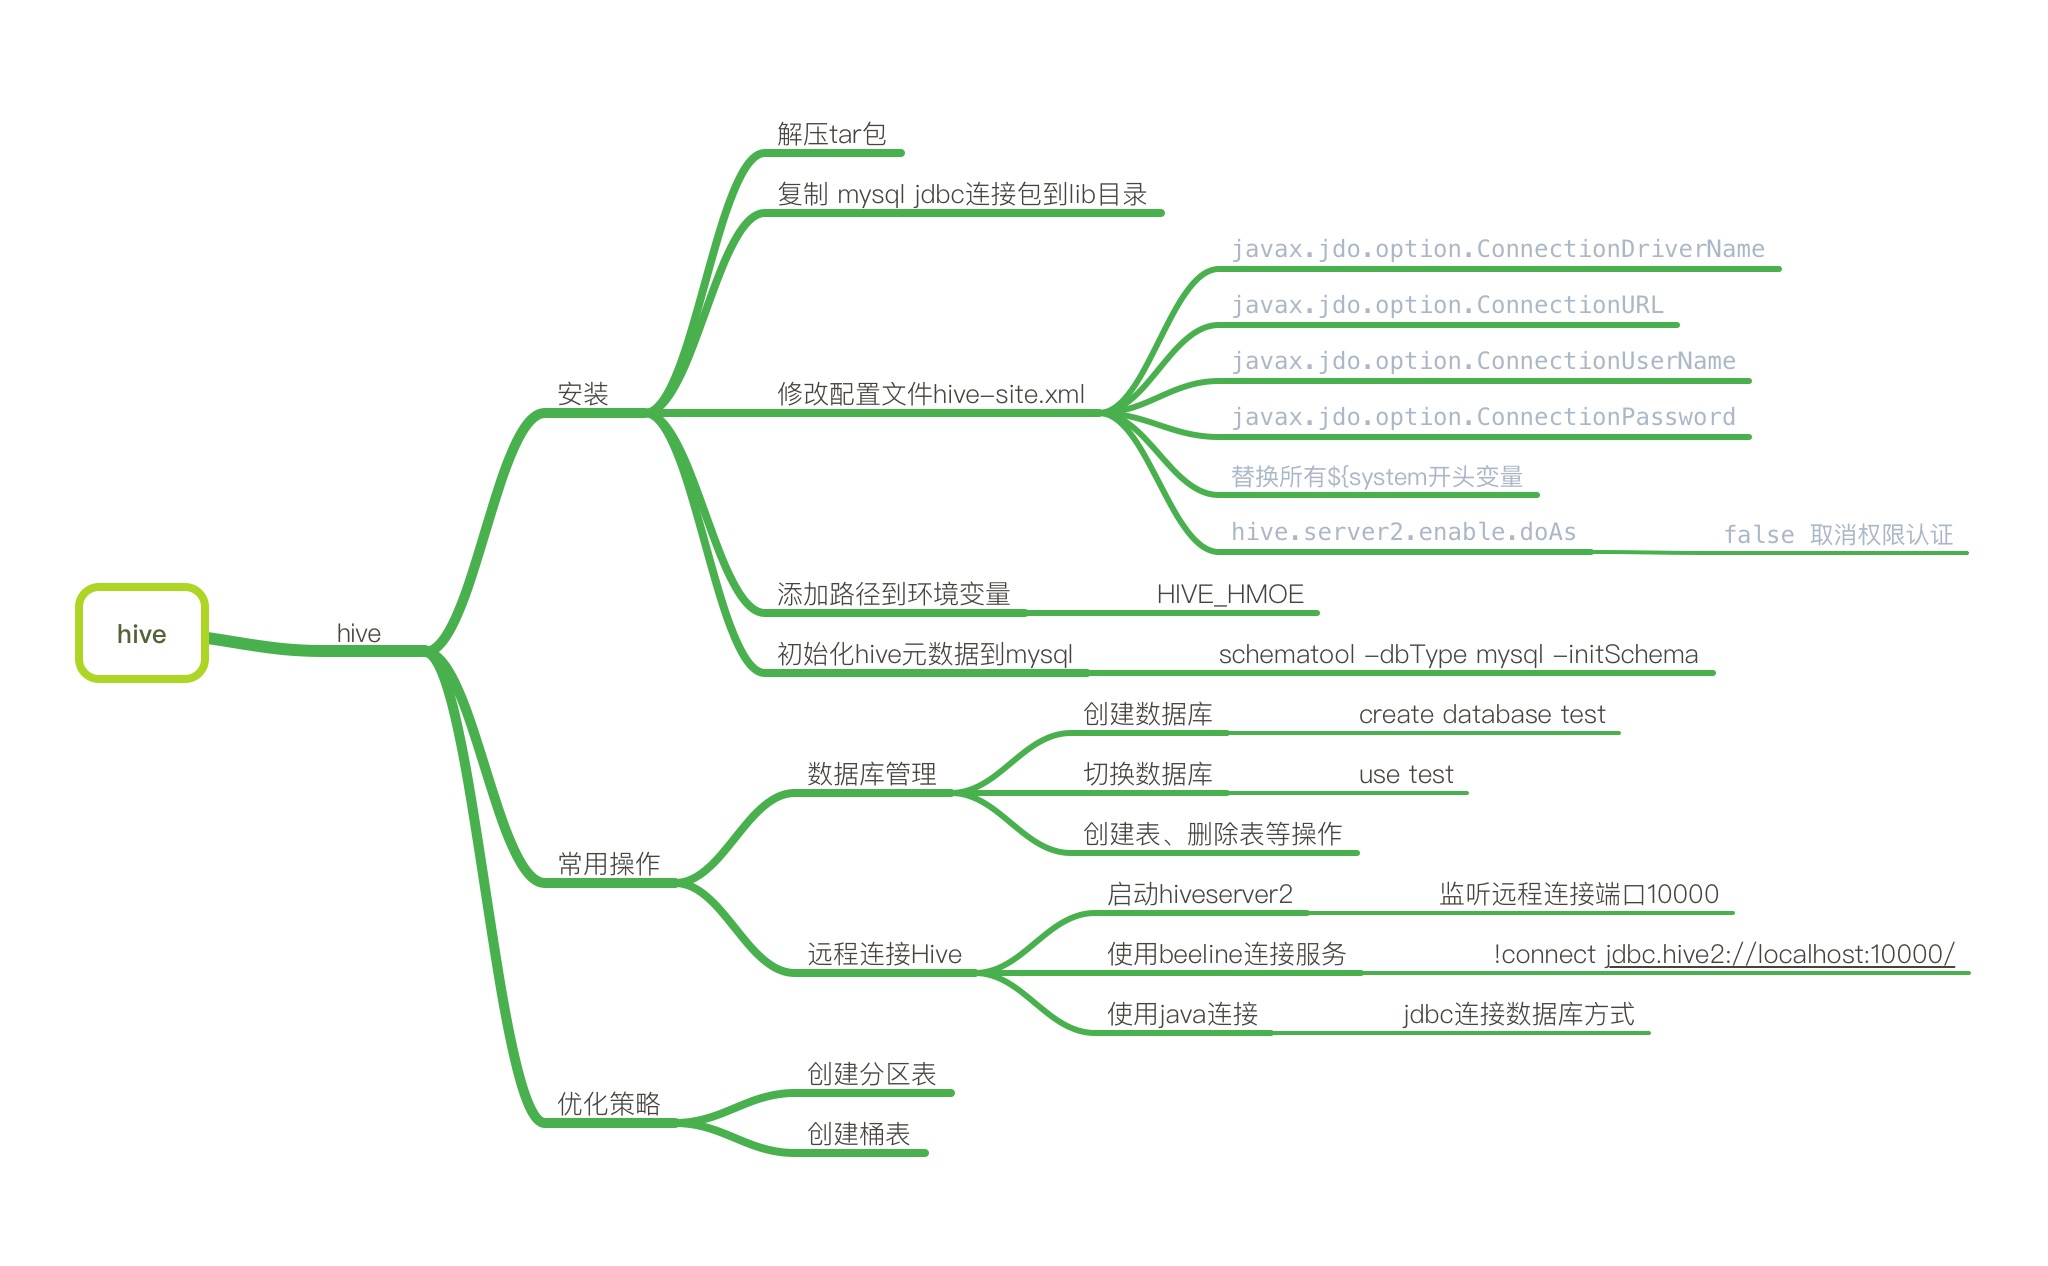 hive
hive
安装
解压tar包
复制 mysql jdbc连接包到lib目录
修改配置文件hive-site.xml
javax.jdo.option.ConnectionDriverName
javax.jdo.option.ConnectionURL
javax.jdo.option.ConnectionUserName
javax.jdo.option.ConnectionPassword
替换所有${system开头变量
hive.server2.enable.doAs
false 取消权限认证
添加路径到环境变量
HIVE_HMOE
初始化hive元数据到mysql
schematool -dbType mysql -initSchema
常用操作
数据库管理
创建数据库
create database test
切换数据库
use test
创建表、删除表等操作
远程连接Hive
启动hiveserver2
监听远程连接端口10000
使用beeline连接服务
!connect jdbc.hive2://localhost:10000/
使用java连接
jdbc连接数据库方式
优化策略
创建分区表
创建桶表